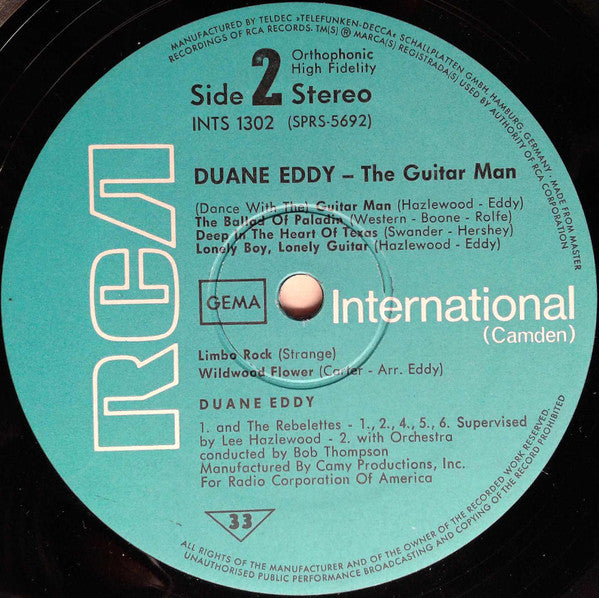 MANUFACTURED BY TELDEC »TELEFUNKEN-DECCA« SCHALLPLATTEN GMBH, HAMBURG, GERMANY - MADE FROM MASTER
RECORDINGS OF RCA RECORDS. TM(S) ® MARCA(S) REGISTRADA(S) USED BY AUTHORITY OF RCA CORPORATION
Orthophonic
High Fidelity
Side 2 Stereo
INTS 1302 (SPRS-5692)
DUANE EDDY – The Guitar Man
(Dance With The) Guitar Man (Hazlewood - Eddy)
The Ballad Of Paladin (Western - Boone - Rolfe)
Deep In The Heart Of Texas (Swander - Hershey)
Lonely Boy, Lonely Guitar (Hazlewood - Eddy)
RCA
GEMA
International
(Camden)
Limbo Rock (Strange)
Wildwood Flower (Carter - Arr. Eddy)
DUANE EDDY
1. and The Rebelettes - 1., 2., 4., 5., 6. Supervised
by Lee Hazlewood - 2. with Orchestra
conducted by Bob Thompson
Manufactured By Camy Productions, Inc.
For Radio Corporation Of America
33
ALL RIGHTS OF THE MANUFACTURER AND OF THE OWNER OF THE RECORDED WORK RESERVED.
UNAUTHORISED PUBLIC PERFORMANCE BROADCASTING AND COPYING OF THE RECORD PROHIBITED